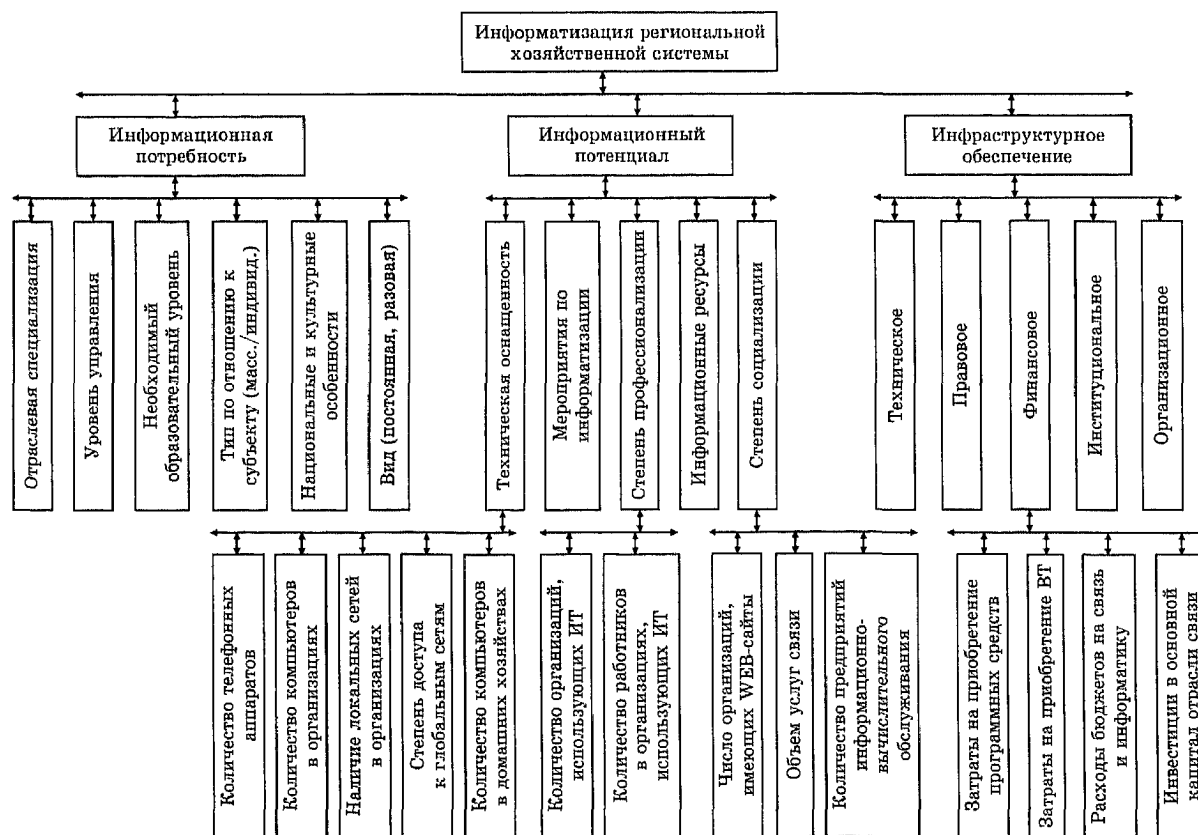 Информатизация региональной
хозяйственной системы
Информационная
потребность
Информационный
потенциал
Инфраструктурное
обеспечение
Отраслевая специализация
Уровень управления
Необходимый
образовательный уровень
Тип по отношению к
субъекту (масс./индивид.)
Национальные и культурные
особенности
Вид (постоянная, разовая)
Техническая оснащенность
Мероприятия по
информатизации
Степень профессионализации
Информационные ресурсы
Степень социализации
Техническое
Правовое
Финансовое
Институциональное
Организационное
Количество телефонных
аппаратов
Количество компьютеров
в организациях
Наличие локальных сетей
в организациях
Степень доступа
к глобальным сетям
Количество компьютеров
в домашних хозяйствах
Количество организаций,
использующих ИТ
Количество работников
в организациях,
использующих ИТ
Число организаций,
имеющих WEB-сайты
Объем услуг связи
Количество предприятий
информационно-
вычислительного
обслуживания
Затраты на приобретение
программных средств
Затраты на приобретение ВТ
Расходы бюджетов на связь
и информатику
Инвестиции в основной
капитал отрасли связи